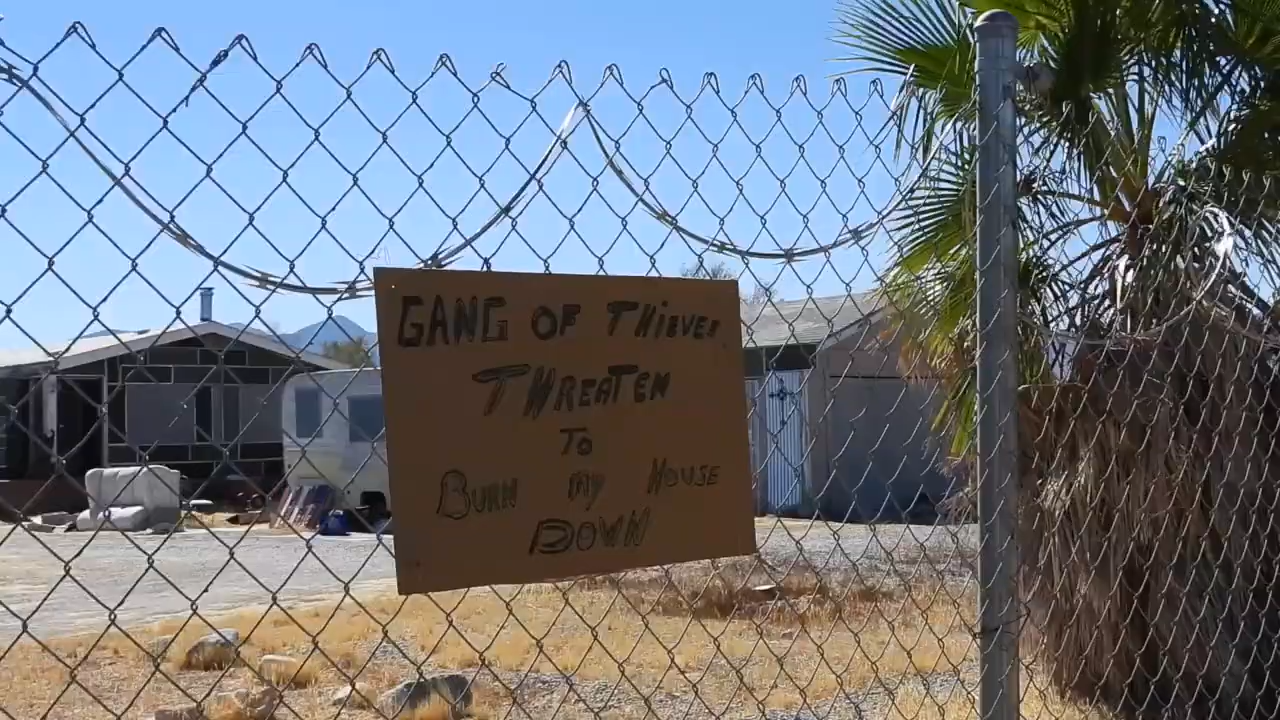 GANG OF THiEVES
THREATEN
TO
BURN MY HOUSE
DOWN